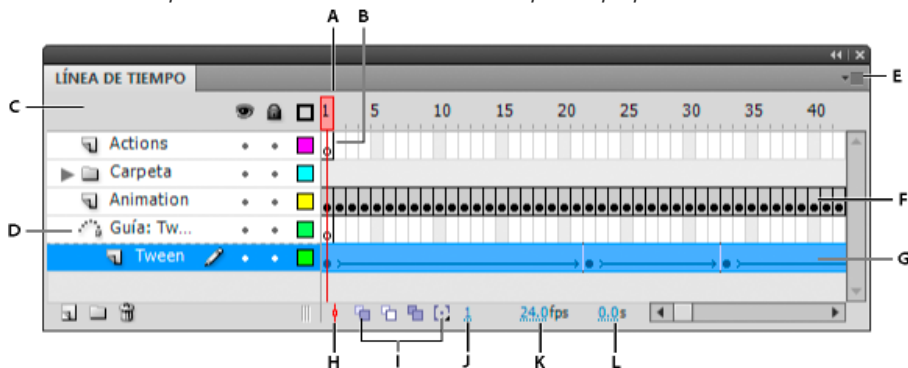 A B
LÍNEA DE TIEMPO
E
C
1 5 10 15 20 25 30 35 40
Actions
B
Carpeta
Animation
F
D
Guía: Tw...
Tween
G
1 24.0fps 0.0s
H I J K L